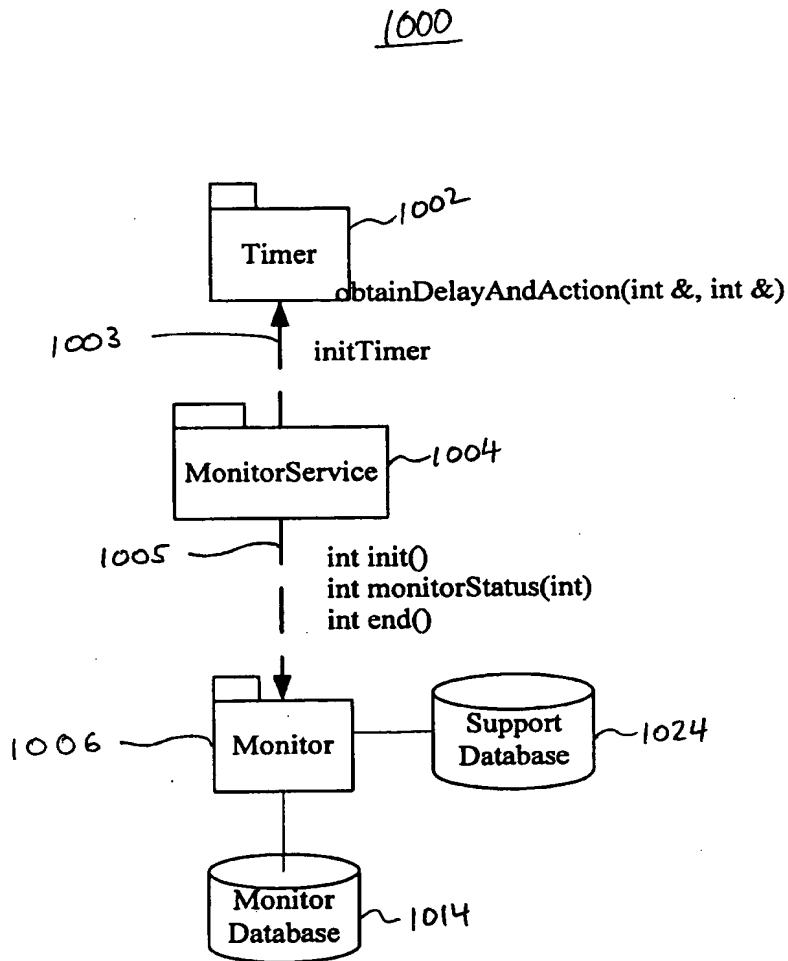 1000
1002
Timer
obtainDelayAndAction(int &, int &)
1003
initTimer
MonitorService
1004
1005
int init()
int monitorStatus(int)
int end()
1006
Monitor
Support
Database
1024
Monitor
Database
1014